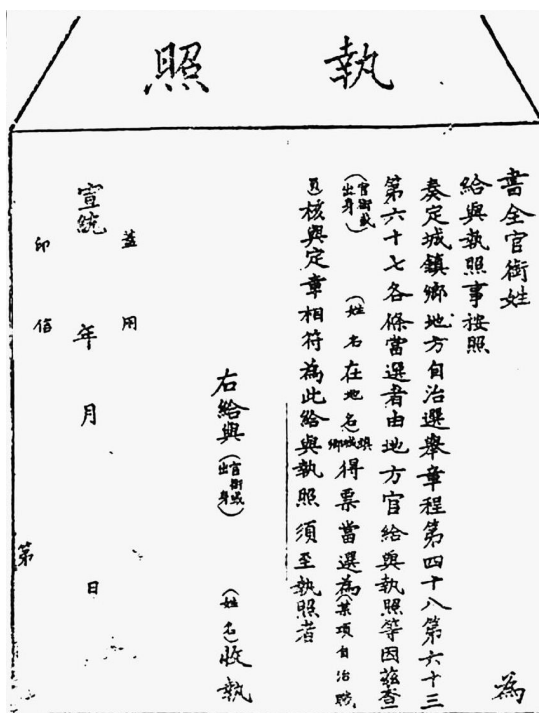 執照
書全官銜姓 為
給與執照事按照
奏定城鎮鄉地方自治選舉章程第四十八第六十三
第六十七各條當選者由地方官給與執照等因茲查
(官銜或出身) (姓名)在地名(城鎮鄉)得票當選為(某項自治職
員)核與定章相符為此給與執照須至執照者
右給與(官銜或出身) (姓名)收執
蓋用
宣統 年 月 日
印信
第